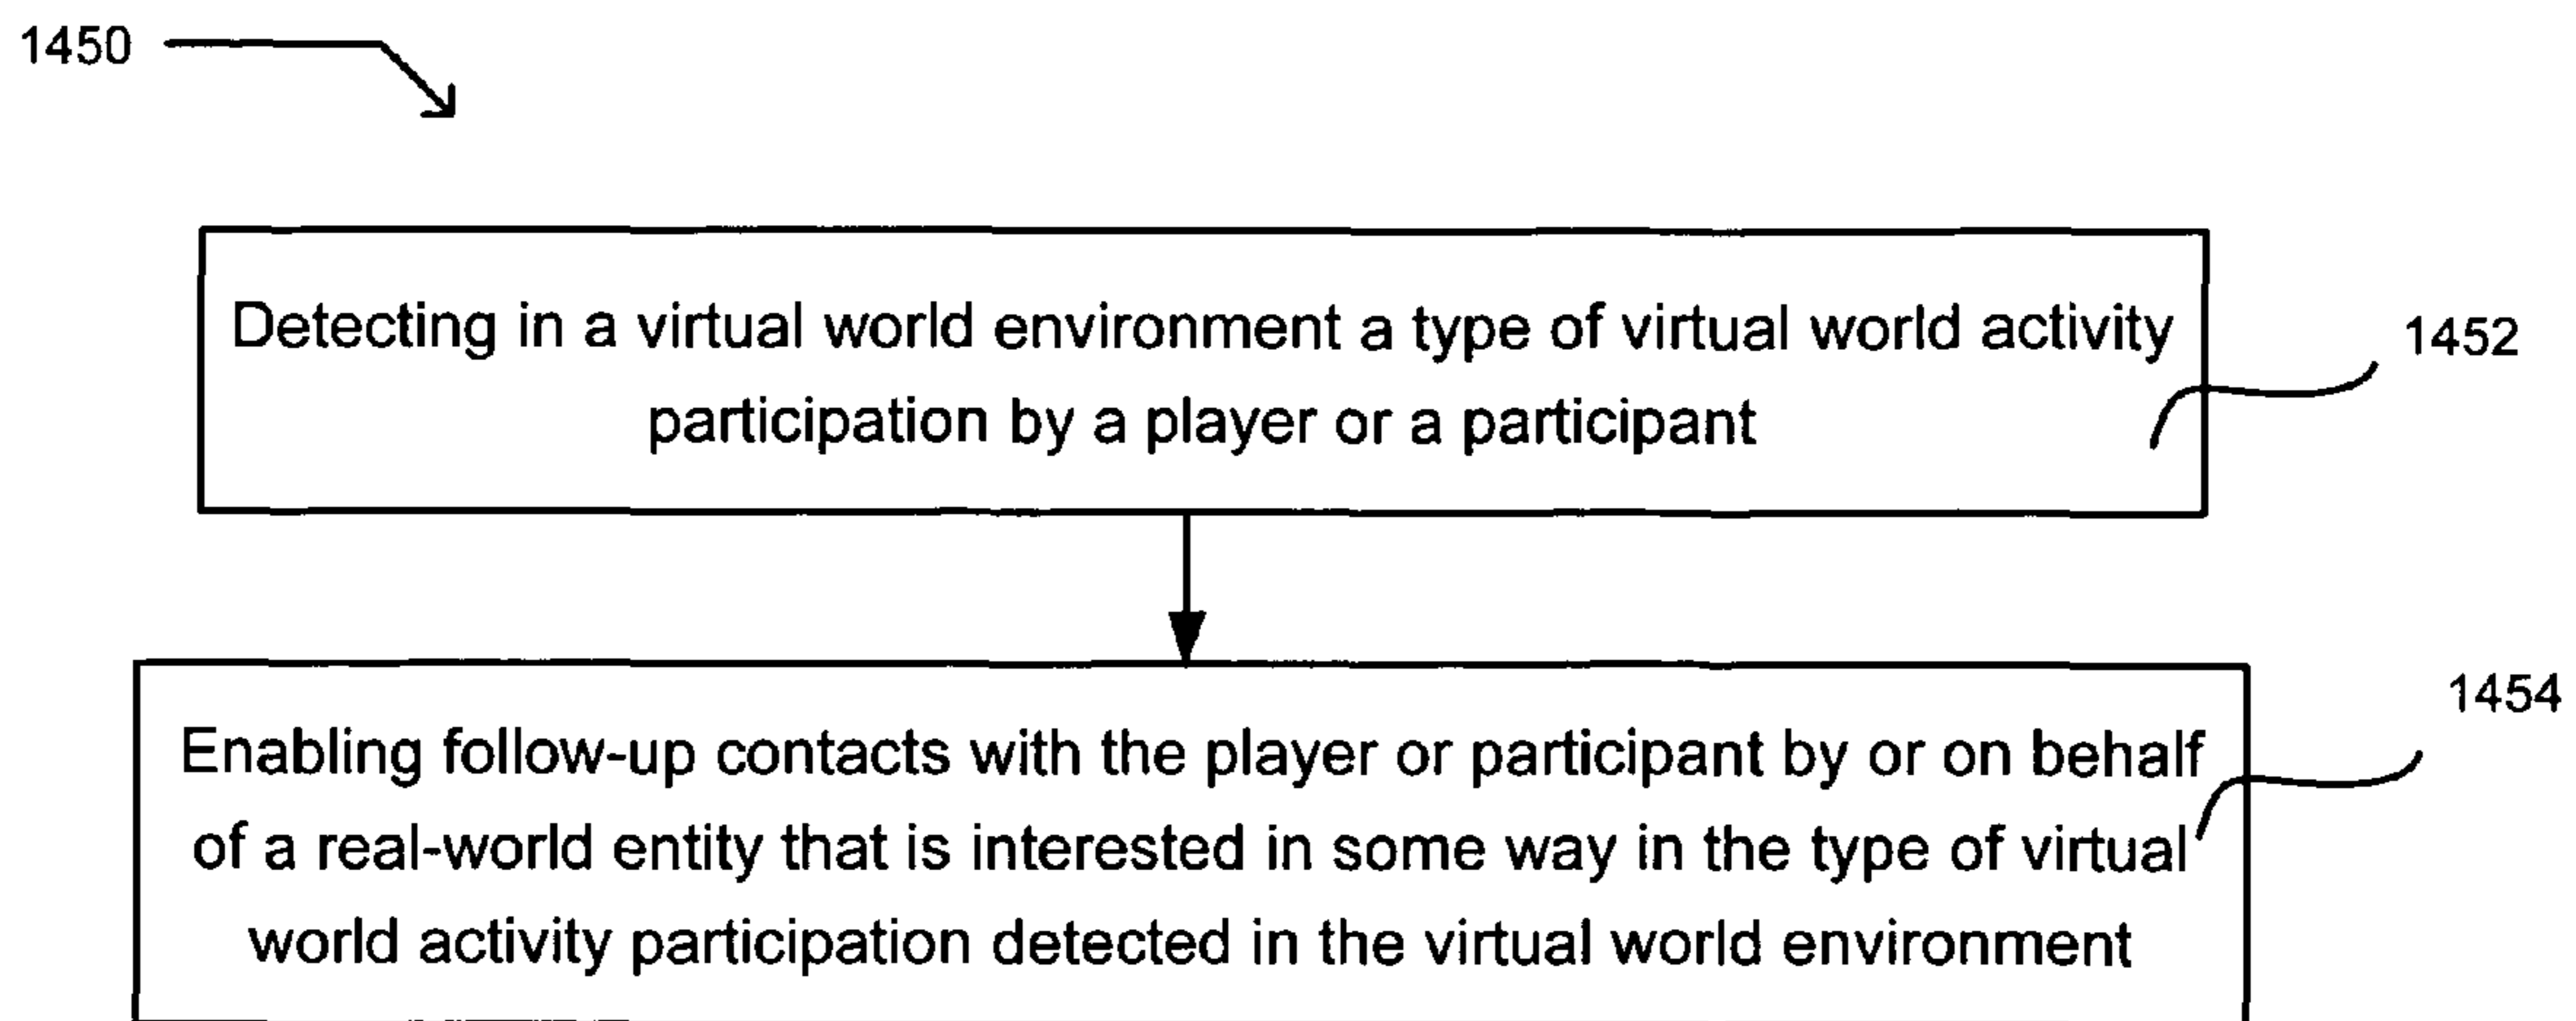 1450
Detecting in a virtual world environment a type of virtual world activity
participation by a player or a participant
1452
Enabling follow-up contacts with the player or participant by or on behalf
of a real-world entity that is interested in some way in the type of virtual
world activity participation detected in the virtual world environment
1454